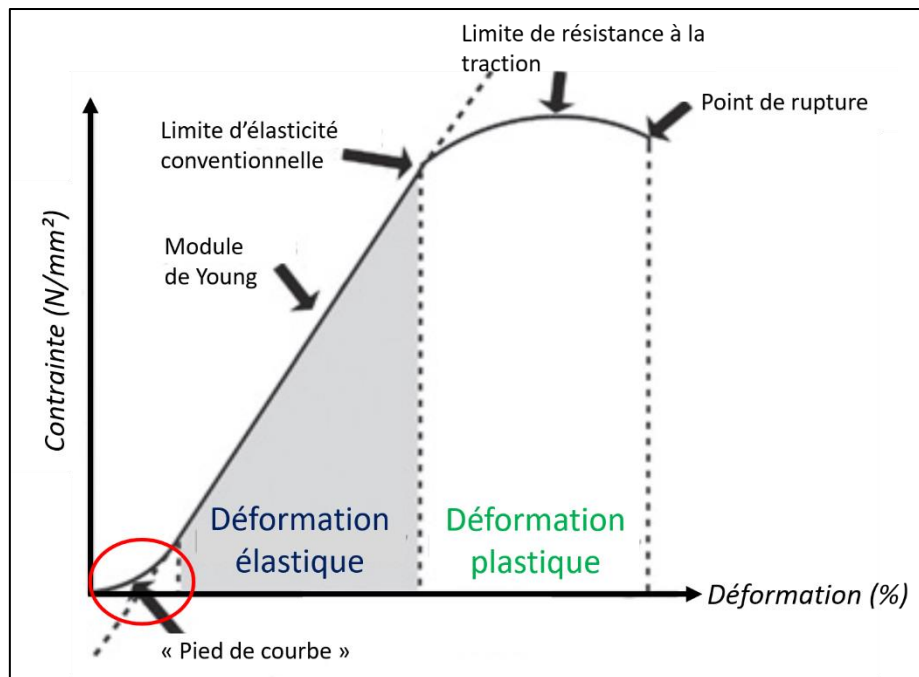 Limite de résistance à la
traction
Point de rupture
Limite d'élasticité
conventionnelle
Module
de Young
Contrainte (N/mm²)
Déformation
élastique
Déformation
plastique
Déformation (%)
« Pied de courbe »